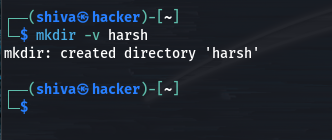 ┌──(shiva㉿hacker)-[~]
└─$ mkdir -v harsh
mkdir: created directory 'harsh'
┌──(shiva㉿hacker)-[~]
└─$